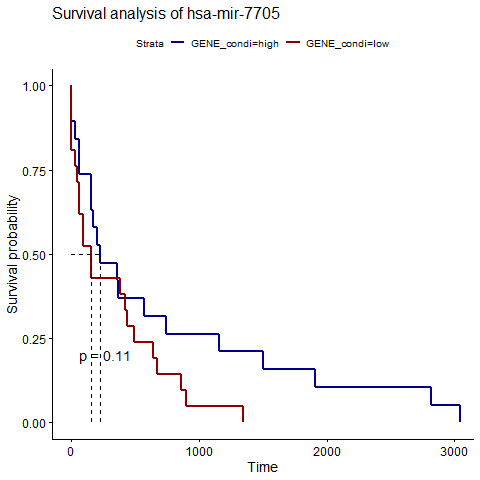 Survival analysis of hsa-mir-7705
Strata GENE_condi=high GENE_condi=low
Survival probability
1.00
0.75
0.50
0.25
0.00
p = 0.11
0 1000 2000 3000
Time